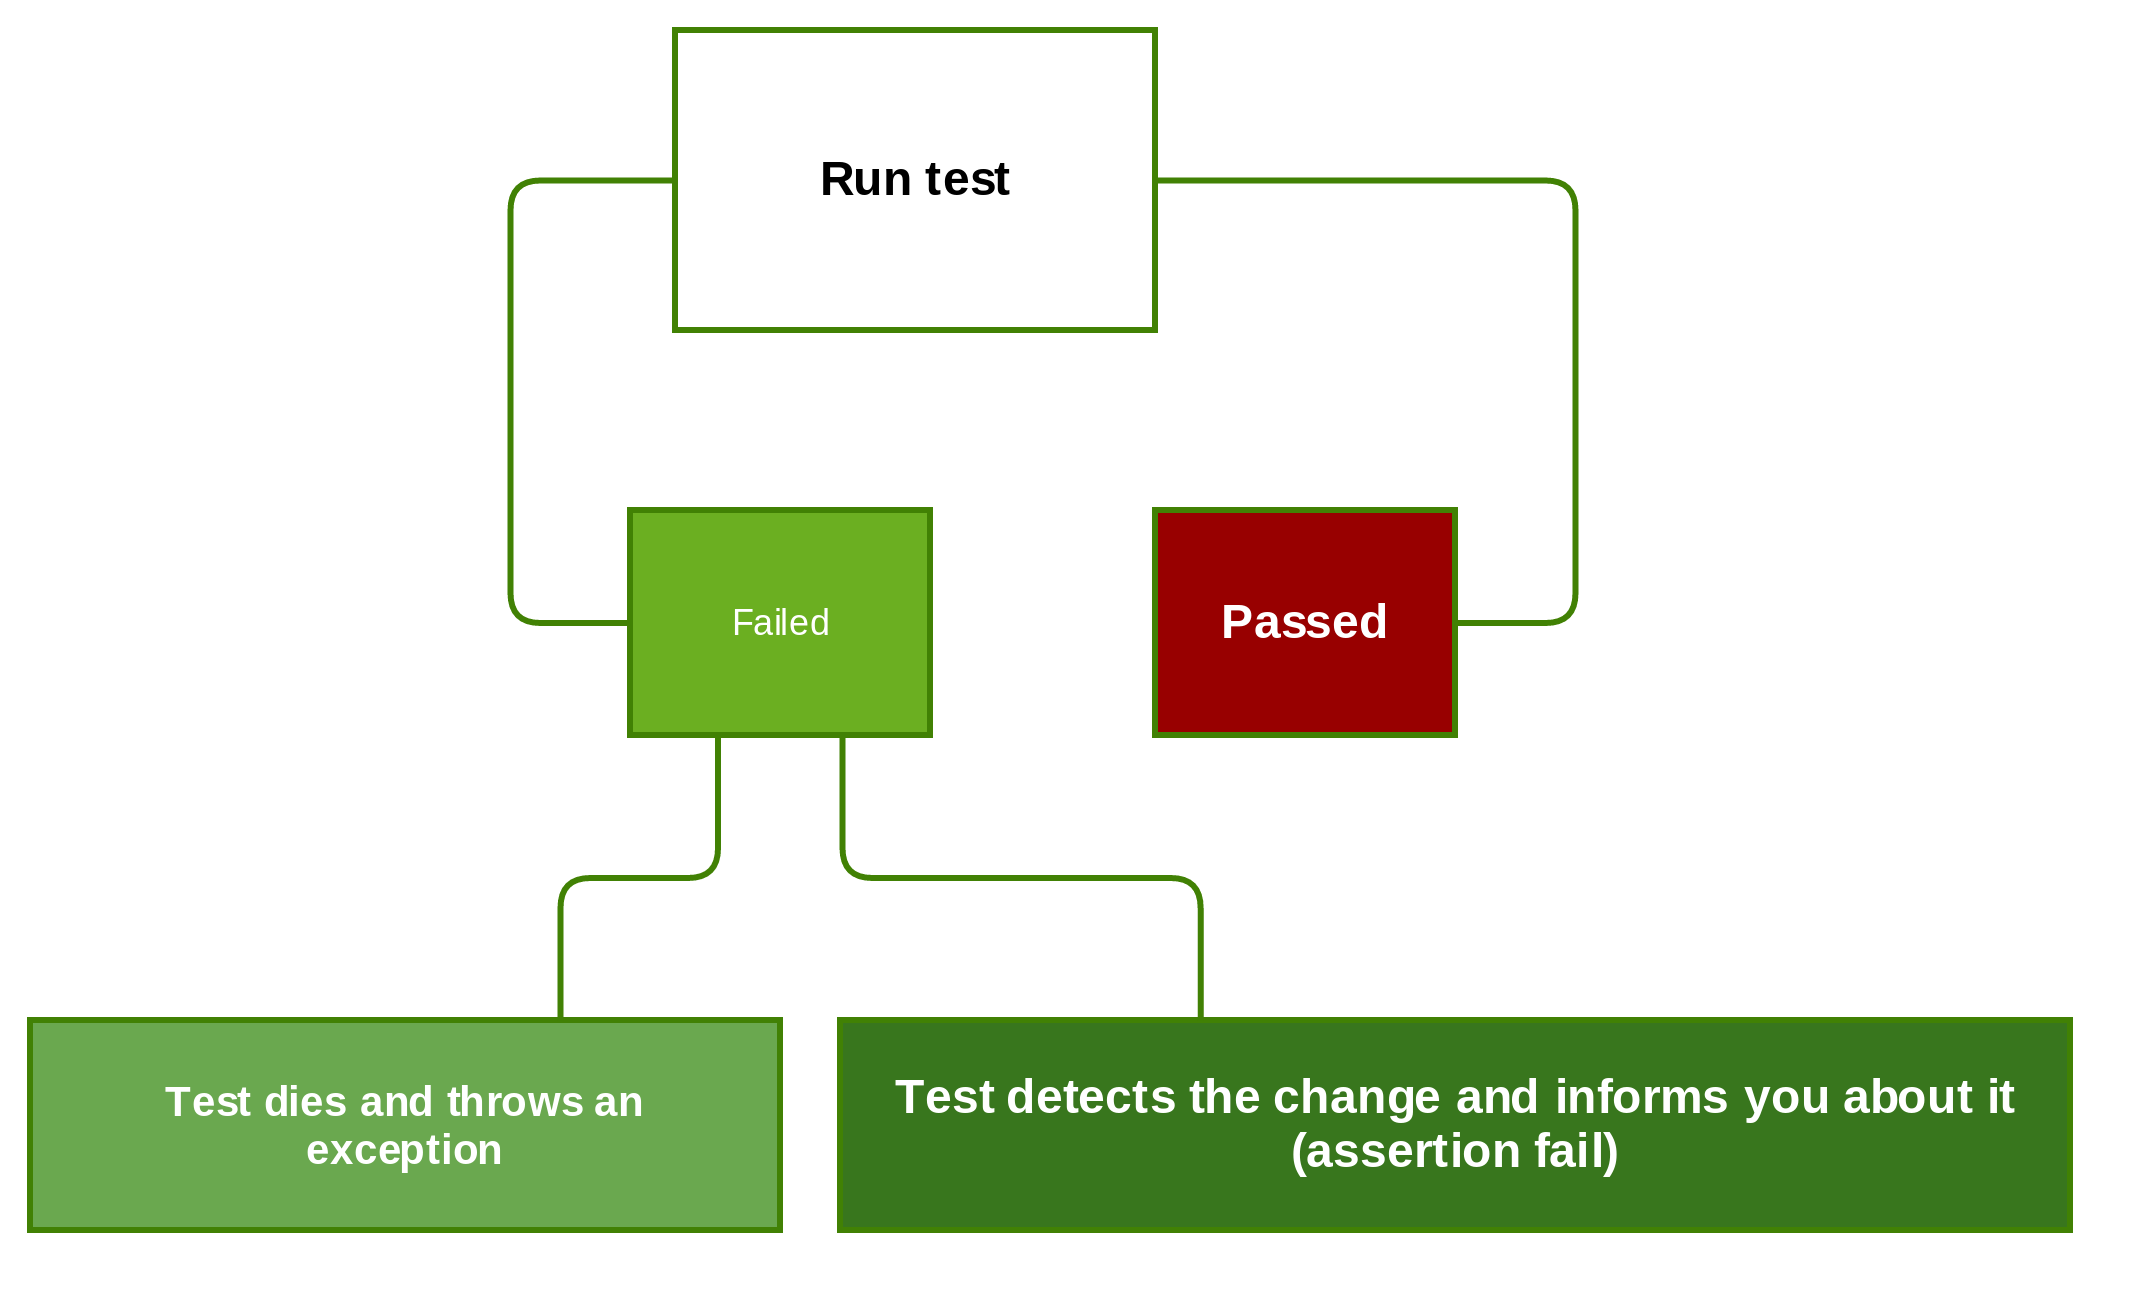 Run test
Failed
Passed
Test dies and throws an
exception
Test detects the change and informs you about it
(assertion fail)